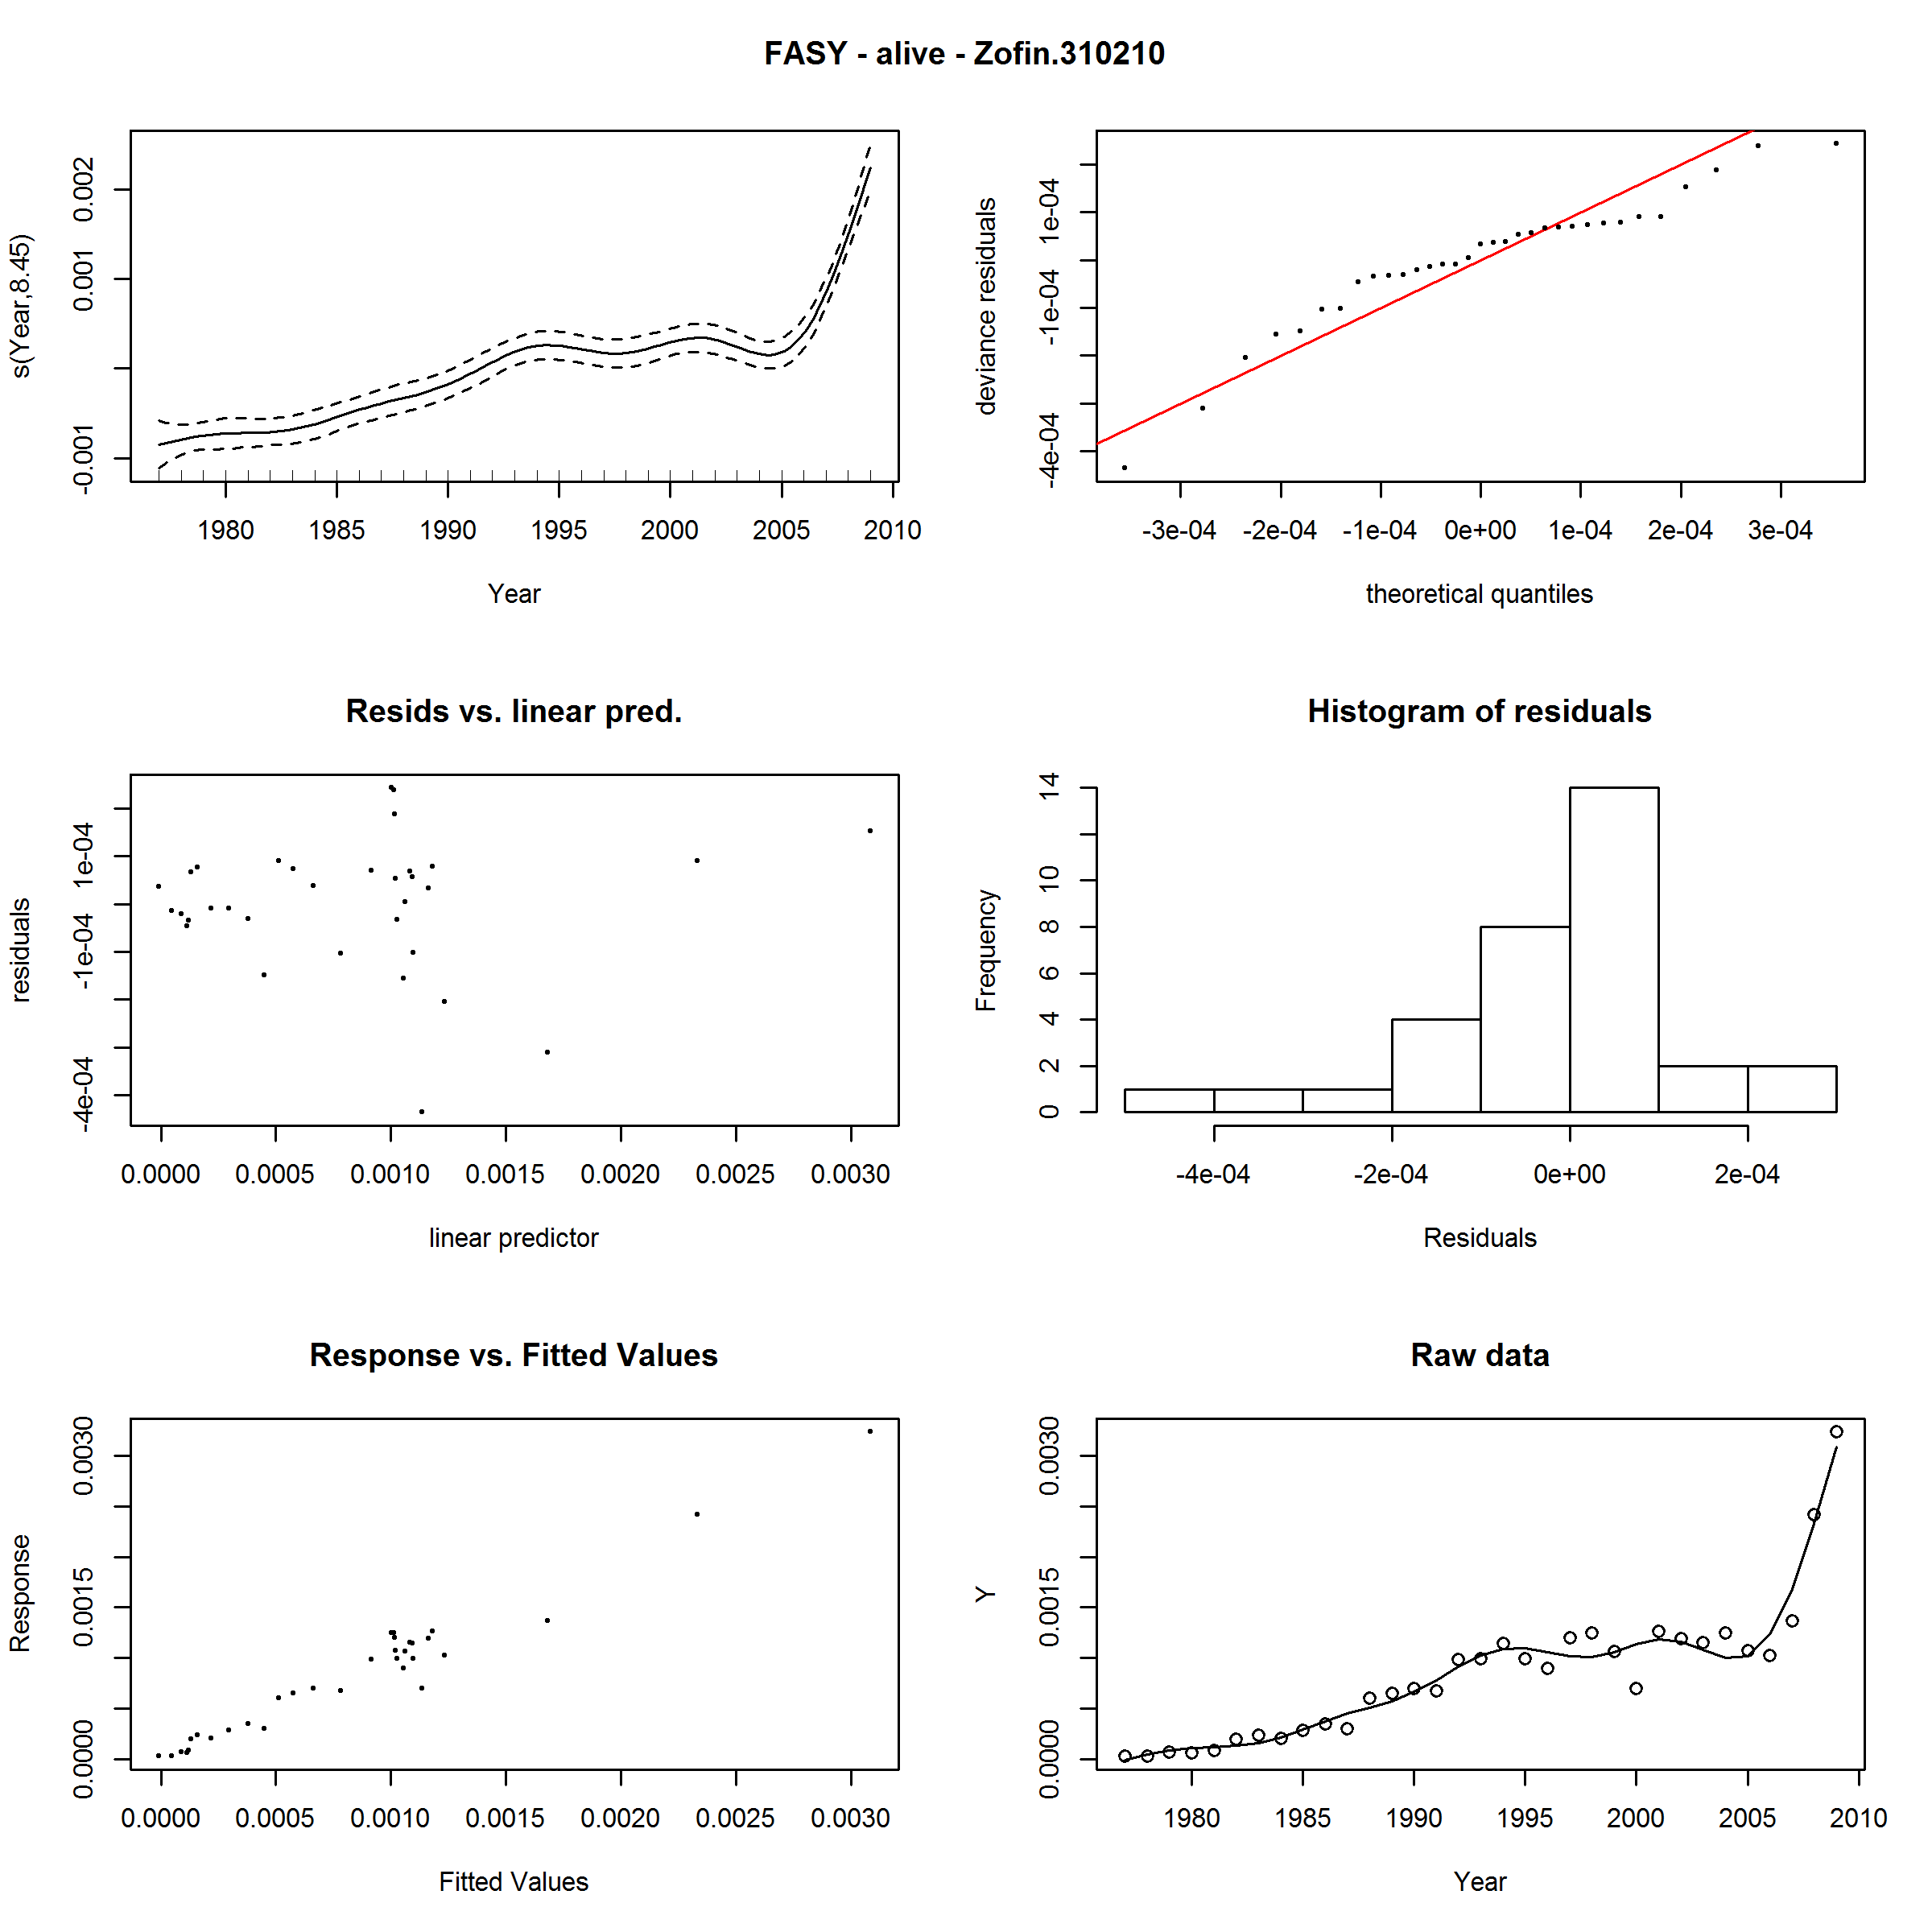 FASY - alive - Zofin.310210
s(Year,8.45)
-0.001 0.001 0.002
1980 1985 1990 1995 2000 2005 2010
Year
deviance residuals
-4e-04 -1e-04 1e-04
-3e-04 -2e-04 -1e-04 0e+00 1e-04 2e-04 3e-04
theoretical quantiles
Resids vs. linear pred.
residuals
-4e-04 -1e-04 1e-04
0.0000 0.0005 0.0010 0.0015 0.0020 0.0025 0.0030
linear predictor
Histogram of residuals
Frequency
0 2 4 6 8 10 14
-4e-04 -2e-04 0e+00 2e-04
Residuals
Response vs. Fitted Values
Response
0.0000 0.0015 0.0030
0.0000 0.0005 0.0010 0.0015 0.0020 0.0025 0.0030
Fitted Values
Raw data
Y
0.0000 0.0015 0.0030
1980 1985 1990 1995 2000 2005 2010
Year